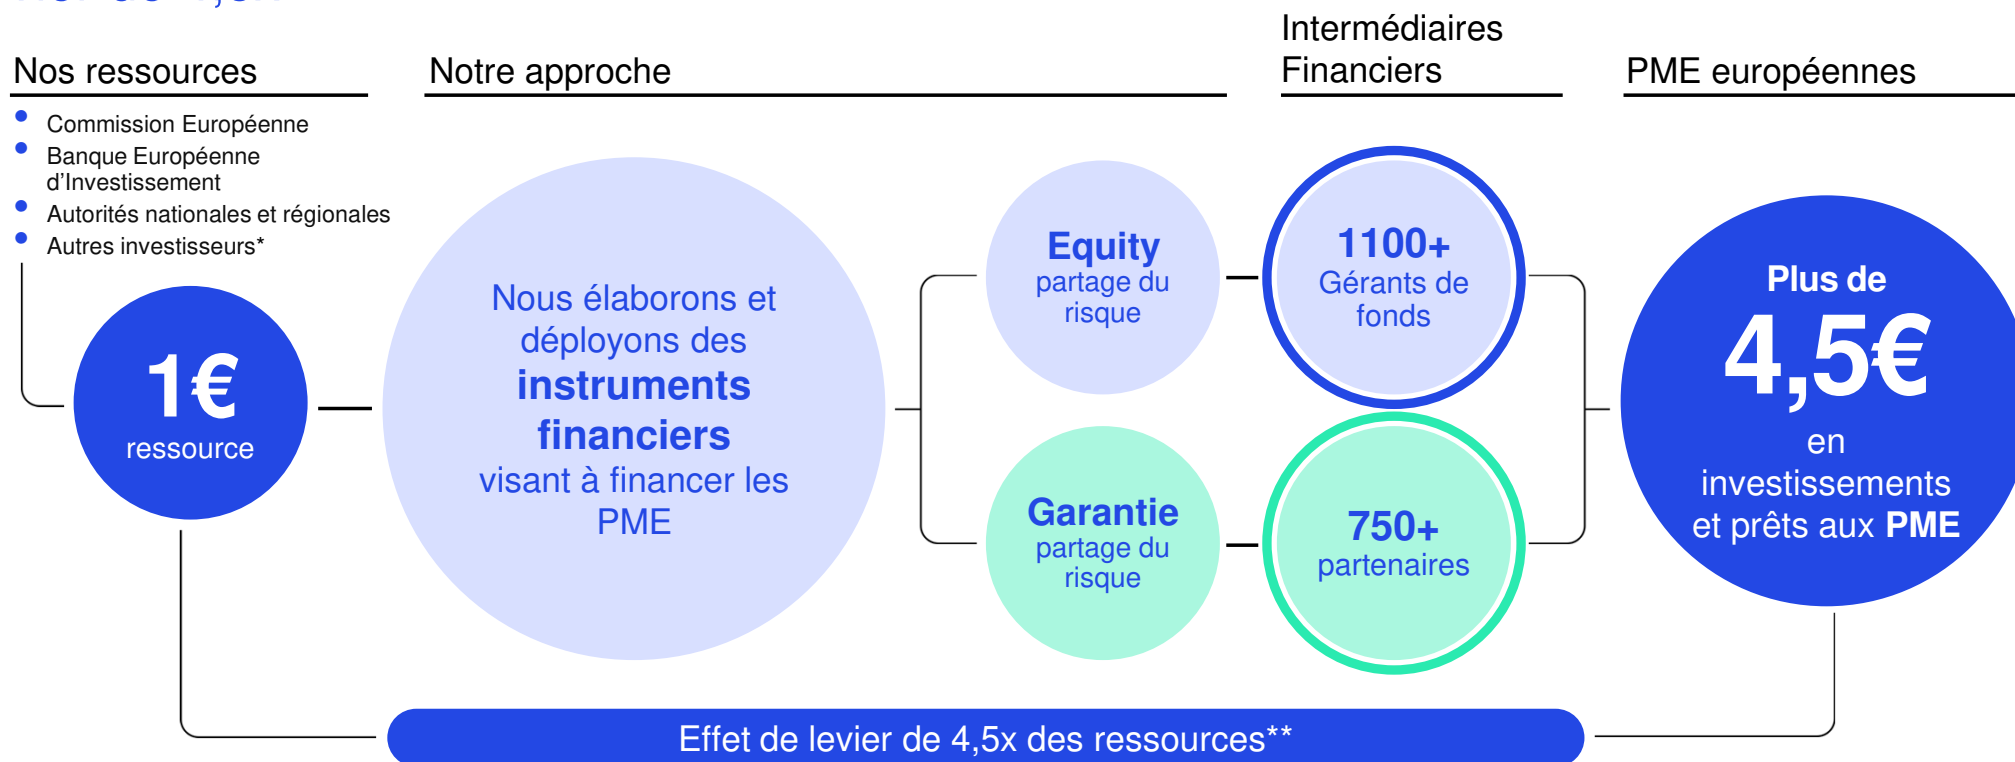 Nos ressources
Commission Européenne
Banque Européenne
d'Investissement
Autorités nationales et régionales
Autres investisseurs*
1€
ressource
Notre approche
Nous élaborons et
déployons des
instruments
financiers
visant à financer les
PME
Equity
partage du
risque
Garantie
partage du
risque
Intermédiaires
Financiers
1100+
Gérants de
fonds
750+
partenaires
PME européennes
Plus de
4,5€
en
investissements
et prêts aux PME
Effet de levier de 4,5x des ressources**